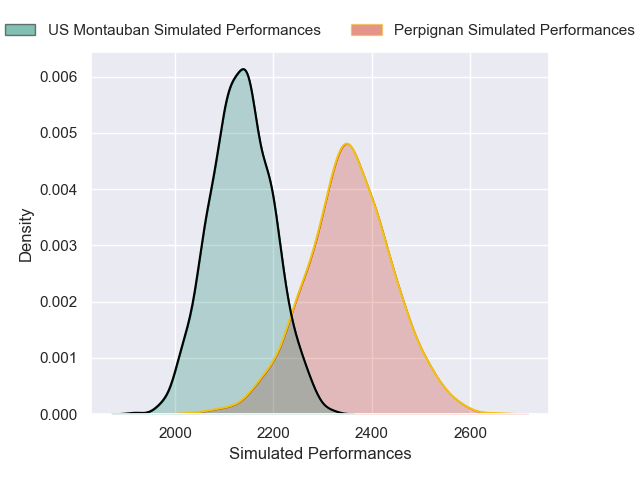 US Montauban Simulated Performances Perpignan Simulated Performances
0.006
0.005
0.004
0.003
0.002
0.001
0.000
Density
2000 2200 2400 2600
Simulated Performances